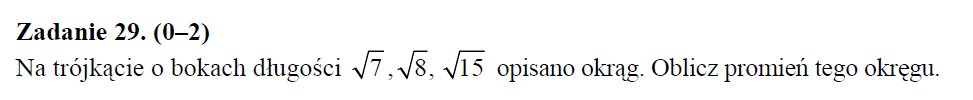 Zadanie 29. (0–2)
Na trójkącie o bokach długości √7, √8, √15 opisano okrąg. Oblicz promień tego okręgu.